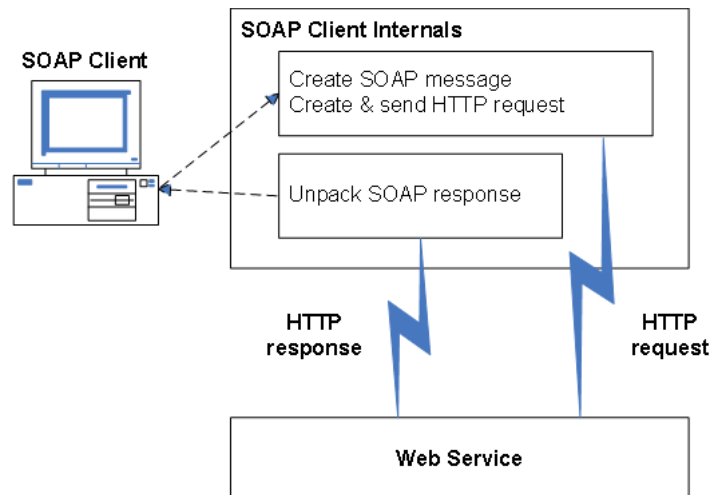 SOAP Client Internals
SOAP Client
Create SOAP message
Create & send HTTP request
Unpack SOAP response
HTTP
response
HTTP
request
Web Service